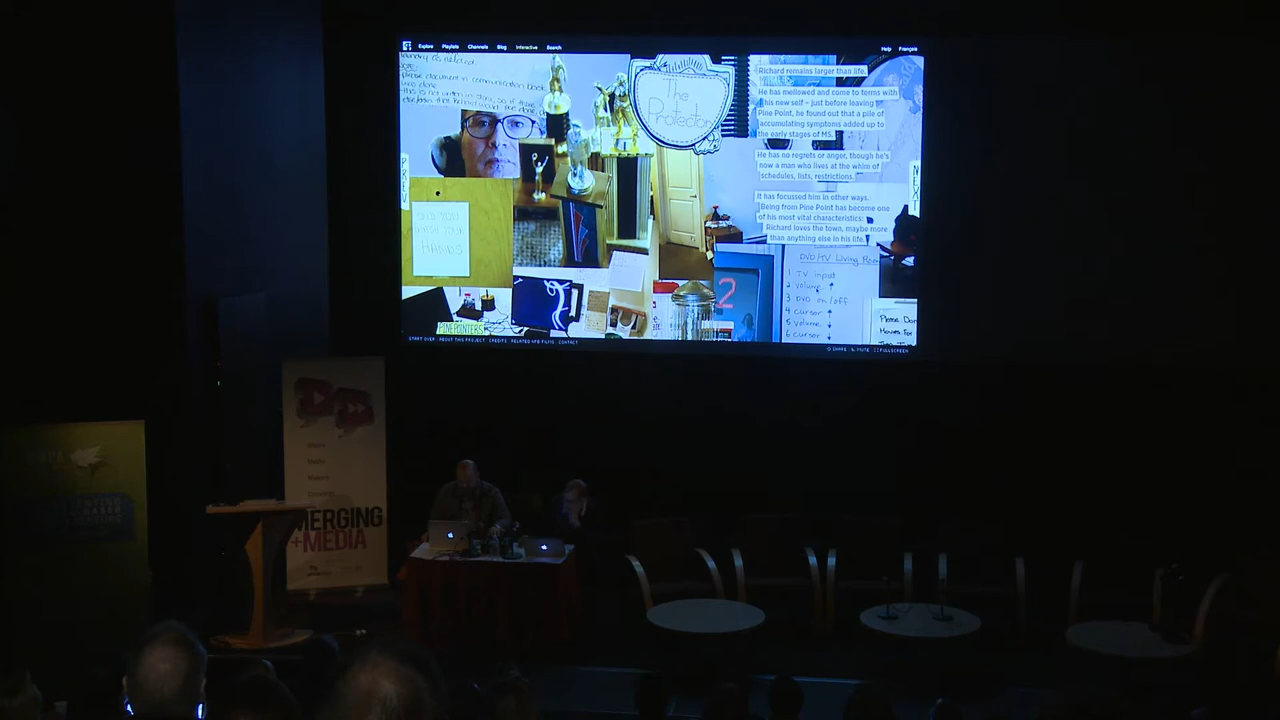 Explore Playlists Channels Blog Interactive Search
Help Français
laundry as needed
please document in communication book
The
Protector
Richard remains larger than life.
He has mellowed and come to terms with
his new self – just before leaving
Pine Point, he found out that a pile of
accumulating symptoms added up to
the early stages of MS.
He has no regrets or anger, though he's
now a man who lives at the whim of
schedules, lists, restrictions.
It has focussed him in other ways.
Being from Pine Point has become one
of his most vital characteristics:
Richard loves the town, maybe more
than anything else in his life.
PREV
NEXT
DID YOU
WASH YOUR
HANDS
2
DVD/TV Living Room
1 TV input
2 volume ↑
3 DVD on/off
4 cursor ↑
5 volume ↓
6 cursor ↓
Please Don
Moves For
PINEPOINTERS
START OVER ABOUT THIS PROJECT CREDITS RELATED NFB FILMS CONTACT
SHARE MUTE FULLSCREEN
MERGING
+MEDIA